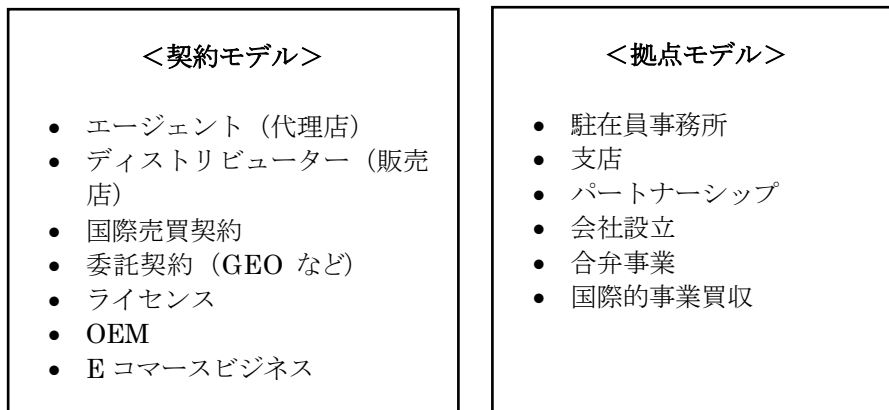 ＜契約モデル＞
• エージェント（代理店）
• ディストリビューター（販売
店）
• 国際売買契約
• 委託契約（GEO など）
• ライセンス
• OEM
• E コマースビジネス
＜拠点モデル＞
• 駐在員事務所
• 支店
• パートナーシップ
• 会社設立
• 合弁事業
• 国際的事業買収